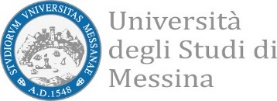 STVDIORVM VNIVERSITAS MESSANAE
A.D.1548
Università
degli Studi di
Messina